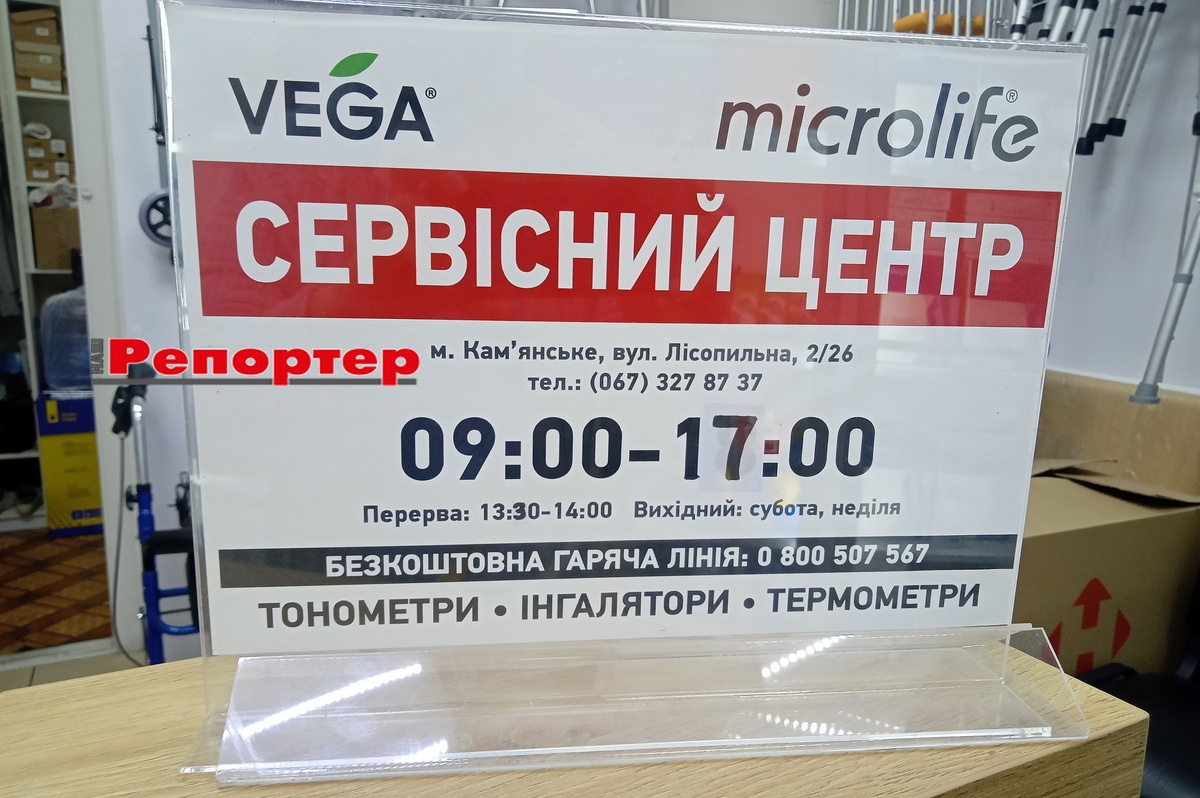 VEGA®
microlife®
СЕРВІСНИЙ ЦЕНТР
м. Кам'янське, вул. Лісопильна, 2/26
НАШ Репортер
тел.: (067) 327 87 37
09:00-17:00
Перерва: 13:30-14:00 Вихідний: субота, неділя
БЕЗКОШТОВНА ГАРЯЧА ЛІНІЯ: 0 800 507 567
ТОНОМЕТРИ • ІНГАЛЯТОРИ • ТЕРМОМЕТРИ